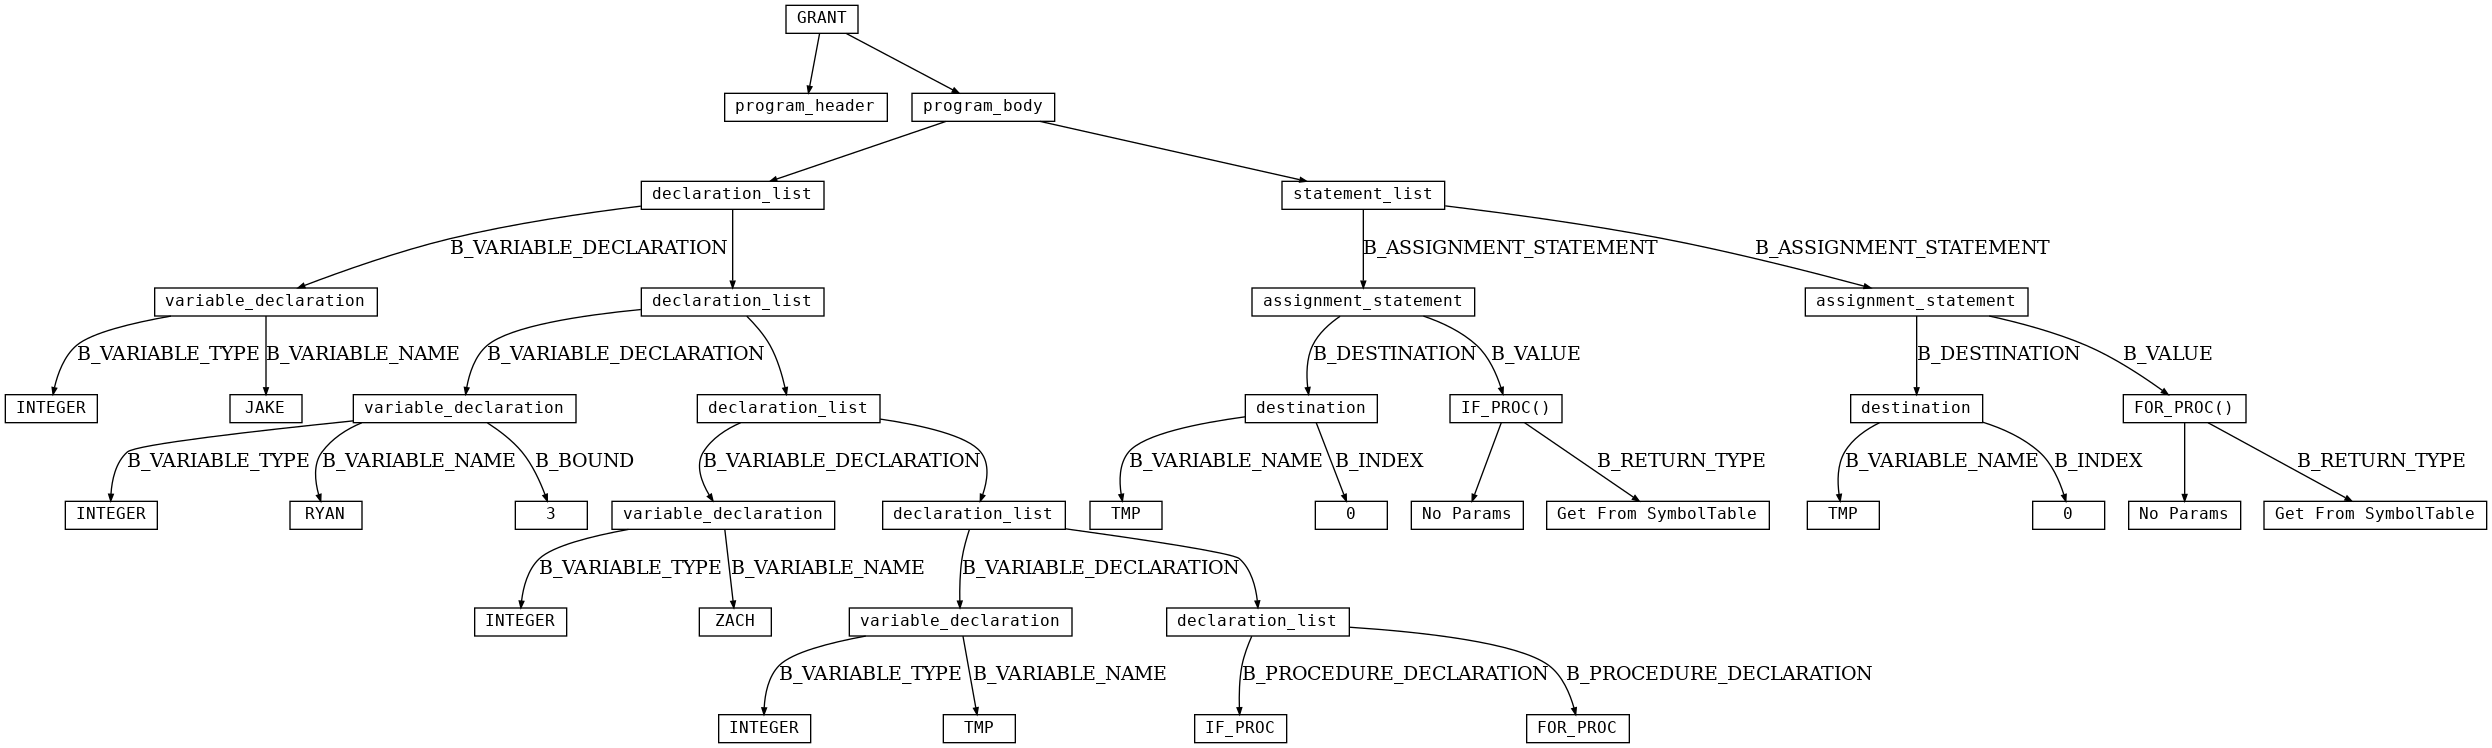 GRANT
program_header
program_body
declaration_list
statement_list
B_VARIABLE_DECLARATION
B_ASSIGNMENT_STATEMENT
B_ASSIGNMENT_STATEMENT
variable_declaration
declaration_list
assignment_statement
assignment_statement
B_VARIABLE_TYPE
B_VARIABLE_NAME
B_VARIABLE_DECLARATION
B_DESTINATION
B_VALUE
B_DESTINATION
B_VALUE
INTEGER
JAKE
variable_declaration
declaration_list
destination
IF_PROC()
destination
FOR_PROC()
B_VARIABLE_TYPE
B_VARIABLE_NAME
B_BOUND
B_VARIABLE_DECLARATION
B_VARIABLE_NAME
B_INDEX
B_RETURN_TYPE
B_VARIABLE_NAME
B_INDEX
B_RETURN_TYPE
INTEGER
RYAN
3
variable_declaration
declaration_list
TMP
0
No Params
Get From SymbolTable
TMP
0
No Params
Get From SymbolTable
B_VARIABLE_TYPE
B_VARIABLE_NAME
B_VARIABLE_DECLARATION
INTEGER
ZACH
variable_declaration
declaration_list
B_VARIABLE_TYPE
B_VARIABLE_NAME
B_PROCEDURE_DECLARATION
B_PROCEDURE_DECLARATION
INTEGER
TMP
IF_PROC
FOR_PROC